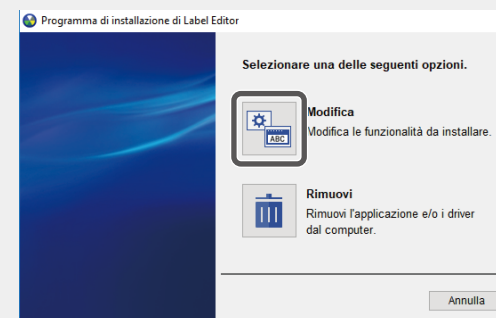 Programma di installazione di Label Editor
Selezionare una delle seguenti opzioni.
Modifica
Modifica le funzionalità da installare.
ABC
Rimuovi
Rimuovi l'applicazione e/o i driver
dal computer.
Annulla